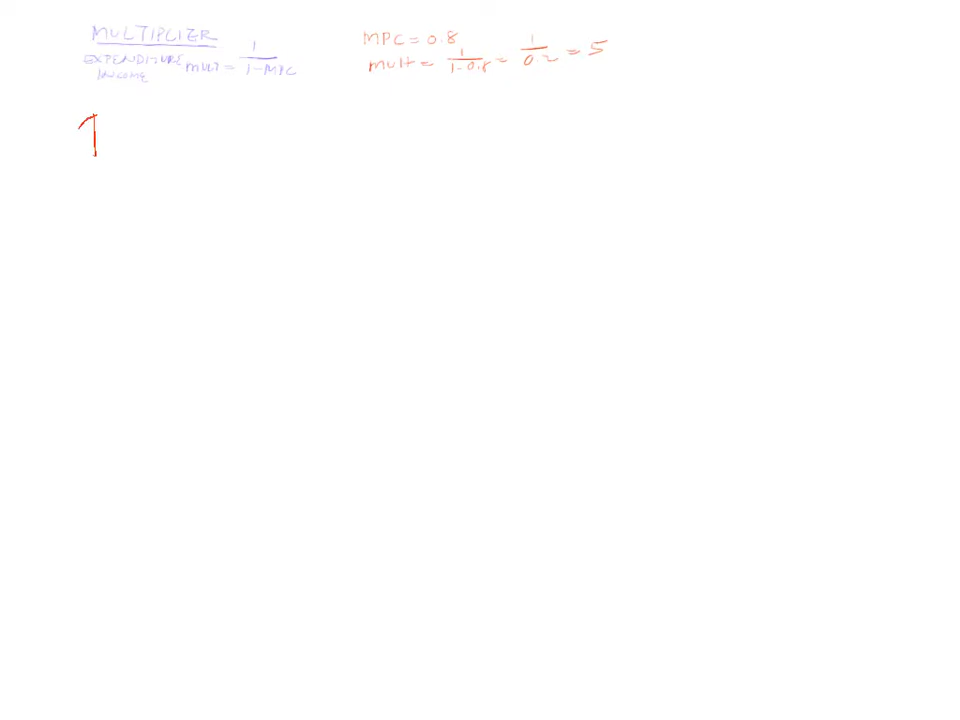 MULTIPLIER
EXPENDITURE MULT = 1/1-MPC
INCOME
MPC = 0.8
mult = 1/1-0.8 = 1/0.2 = 5
1